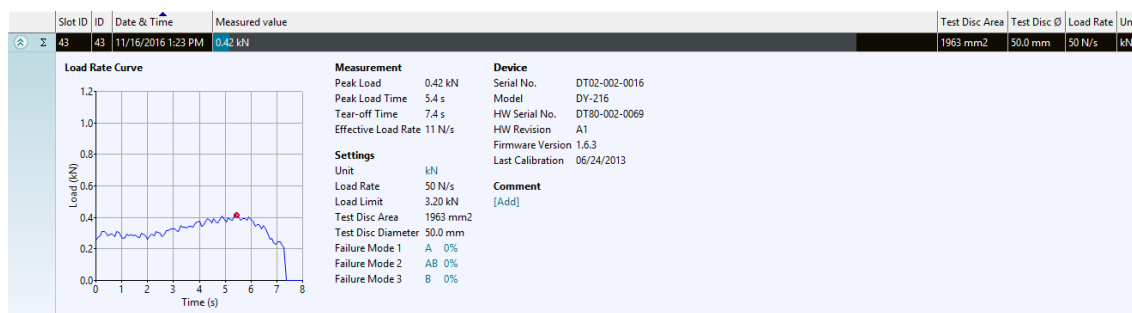 Slot ID ID Date & Time Measured value Test Disc Area Test Disc Ø Load Rate Un
Σ 43 43 11/16/2016 1:23 PM 0.42 kN 1963 mm2 50.0 mm 50 N/s kN
Load Rate Curve
1.2
1.0
0.8
0.6
0.4
0.2
0.0
Load (kN)
0 1 2 3 4 5 6 7 8
Time (s)
Measurement
Peak Load 0.42 kN
Peak Load Time 5.4 s
Tear-off Time 7.4 s
Effective Load Rate 11 N/s
Settings
Unit kN
Load Rate 50 N/s
Load Limit 3.20 kN
Test Disc Area 1963 mm2
Test Disc Diameter 50.0 mm
Failure Mode 1 A 0%
Failure Mode 2 AB 0%
Failure Mode 3 B 0%
Device
Serial No. DT02-002-0016
Model DY-216
HW Serial No. DT80-002-0069
HW Revision A1
Firmware Version 1.6.3
Last Calibration 06/24/2013
Comment
[Add]